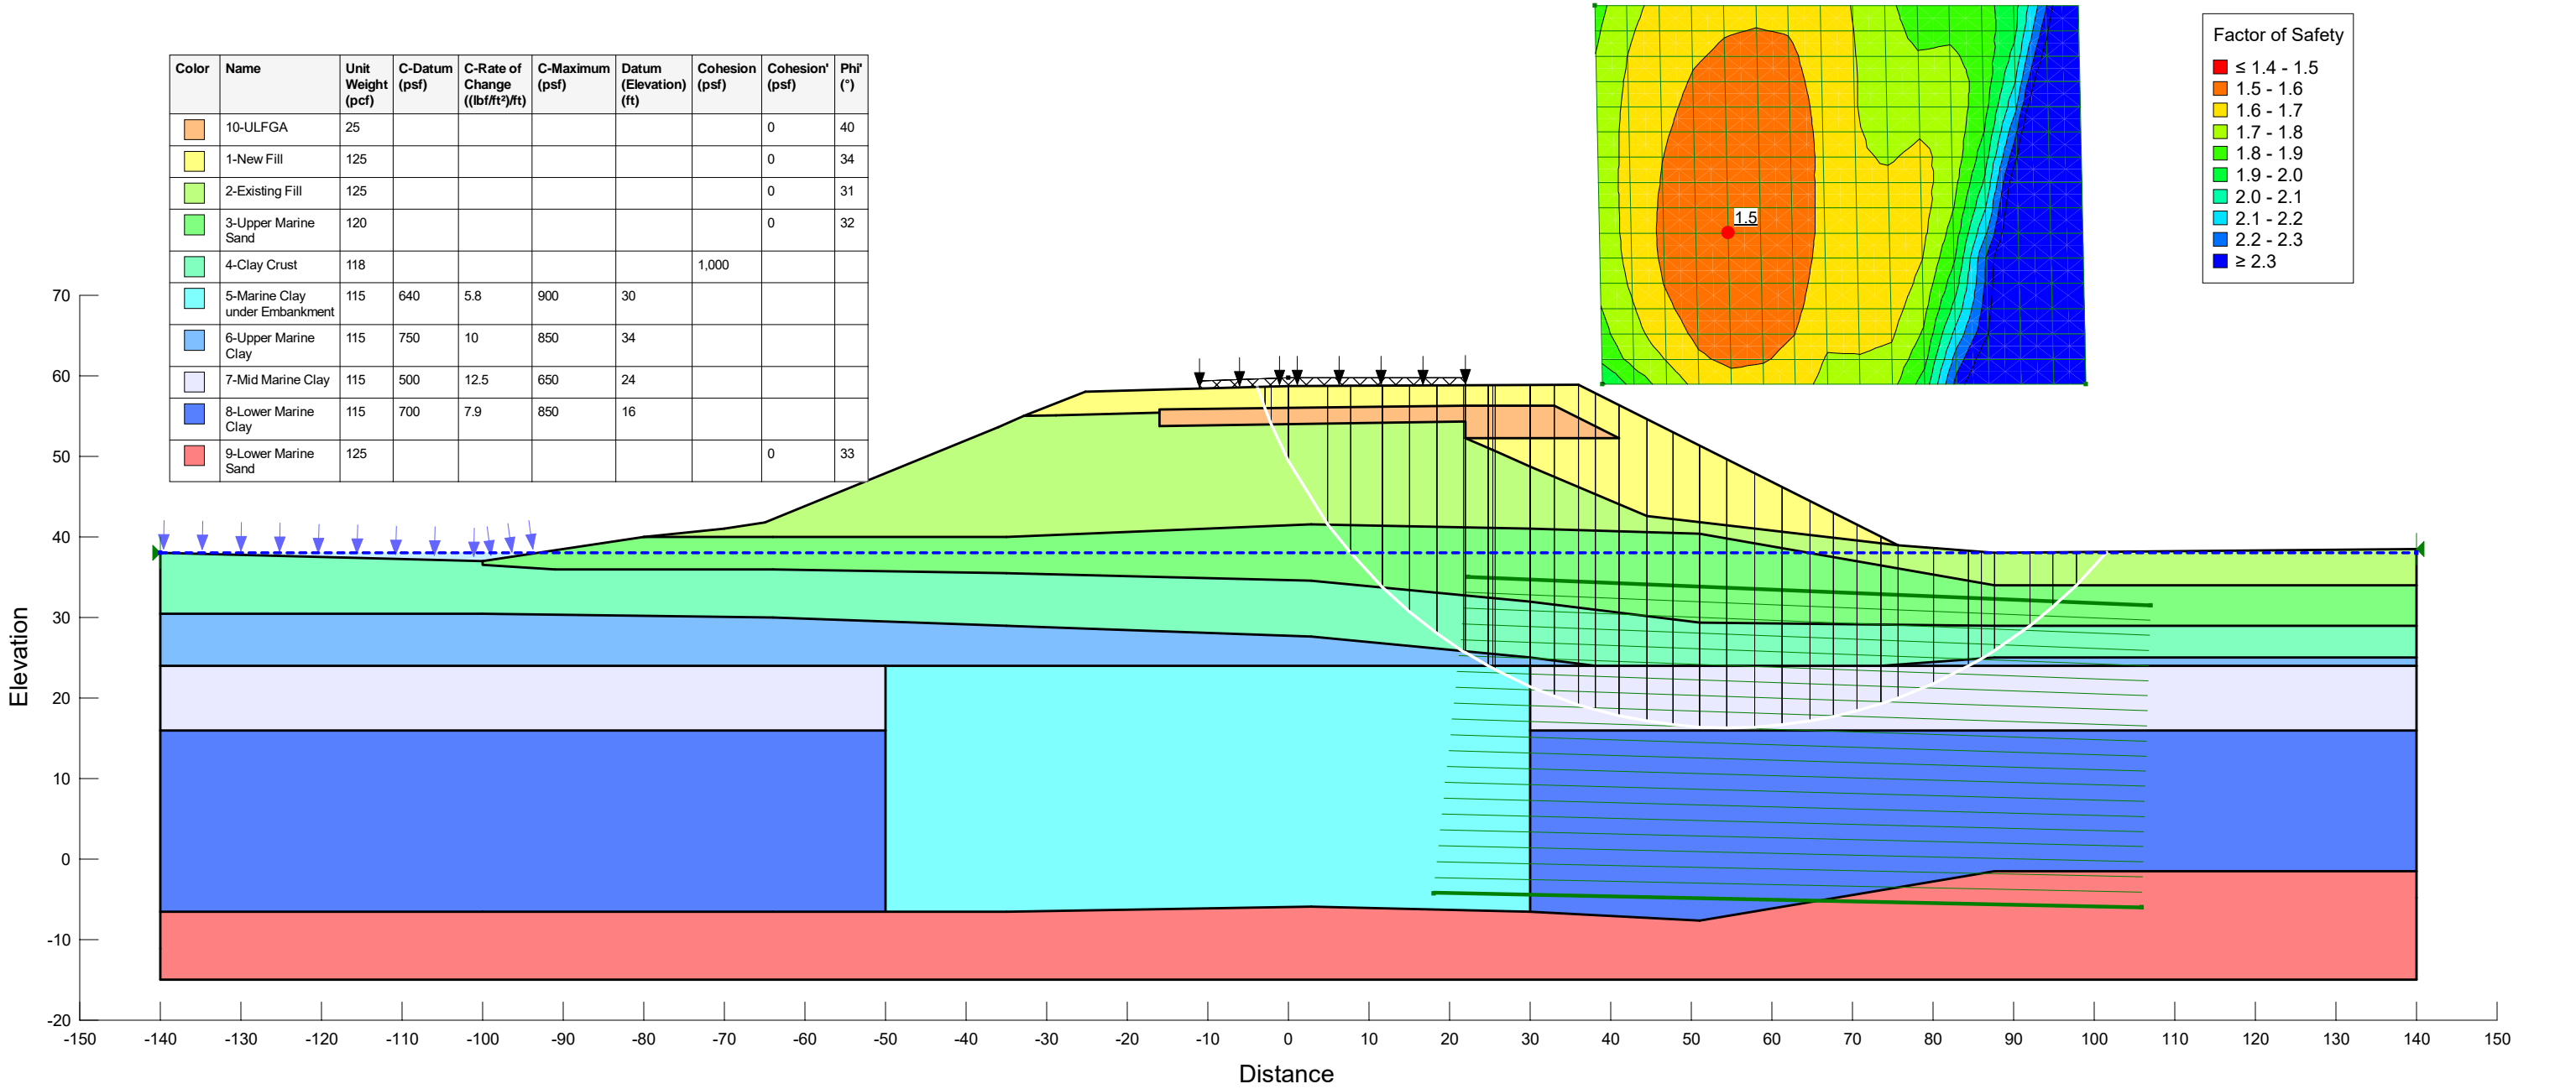 Color Name Unit Weight (pcf) C-Datum (psf) C-Rate of Change ((lbf/ft²)/ft) C-Maximum (psf) Datum (Elevation) (ft) Cohesion (psf) Cohesion' (psf) Phi' (°)
10-ULFGA 25 0 40
1-New Fill 125 0 34
2-Existing Fill 125 0 31
3-Upper Marine Sand 120 0 32
4-Clay Crust 118 1,000
5-Marine Clay under Embankment 115 640 5.8 900 30
6-Upper Marine Clay 115 750 10 850 34
7-Mid Marine Clay 115 500 12.5 650 24
8-Lower Marine Clay 115 700 7.9 850 16
9-Lower Marine Sand 125 0 33
1.5
Factor of Safety
≤ 1.4 - 1.5
1.5 - 1.6
1.6 - 1.7
1.7 - 1.8
1.8 - 1.9
1.9 - 2.0
2.0 - 2.1
2.1 - 2.2
2.2 - 2.3
≥ 2.3
Elevation
70
60
50
40
30
20
10
0
-10
-20
-150 -140 -130 -120 -110 -100 -90 -80 -70 -60 -50 -40 -30 -20 -10 0 10 20 30 40 50 60 70 80 90 100 110 120 130 140 150
Distance